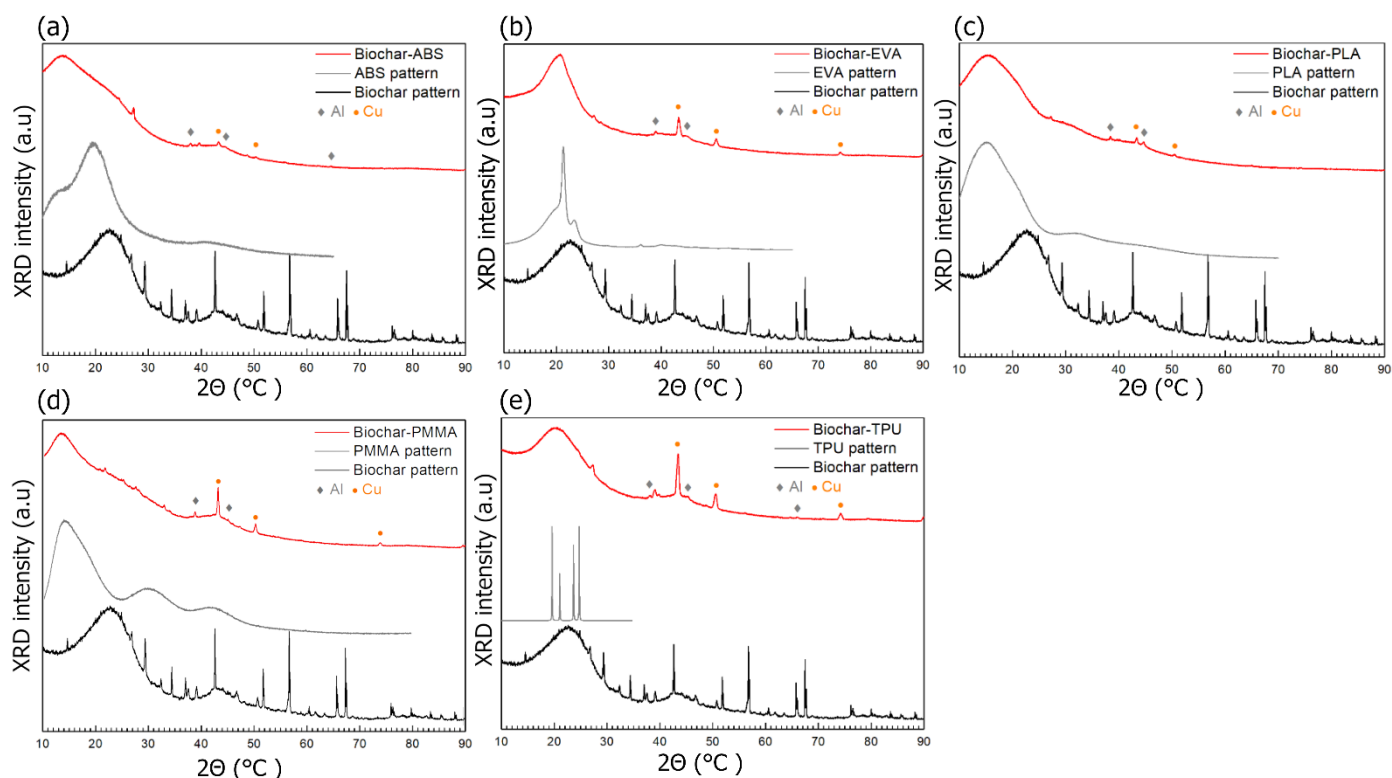 (a)
Biochar-ABS
ABS pattern
Biochar pattern
Al Cu
XRD intensity (a.u)
10 20 30 40 50 60 70 80 90
2Θ (°C)
(b)
Biochar-EVA
EVA pattern
Biochar pattern
Al Cu
XRD intensity (a.u)
10 20 30 40 50 60 70 80 90
2Θ (°C)
(c)
Biochar-PLA
PLA pattern
Biochar pattern
Al Cu
XRD intensity (a.u)
10 20 30 40 50 60 70 80 90
2Θ (°C)
(d)
Biochar-PMMA
PMMA pattern
Biochar pattern
Al Cu
XRD intensity (a.u)
10 20 30 40 50 60 70 80 90
2Θ (°C)
(e)
Biochar-TPU
TPU pattern
Biochar pattern
Al Cu
XRD intensity (a.u)
10 20 30 40 50 60 70 80 90
2Θ (°C)